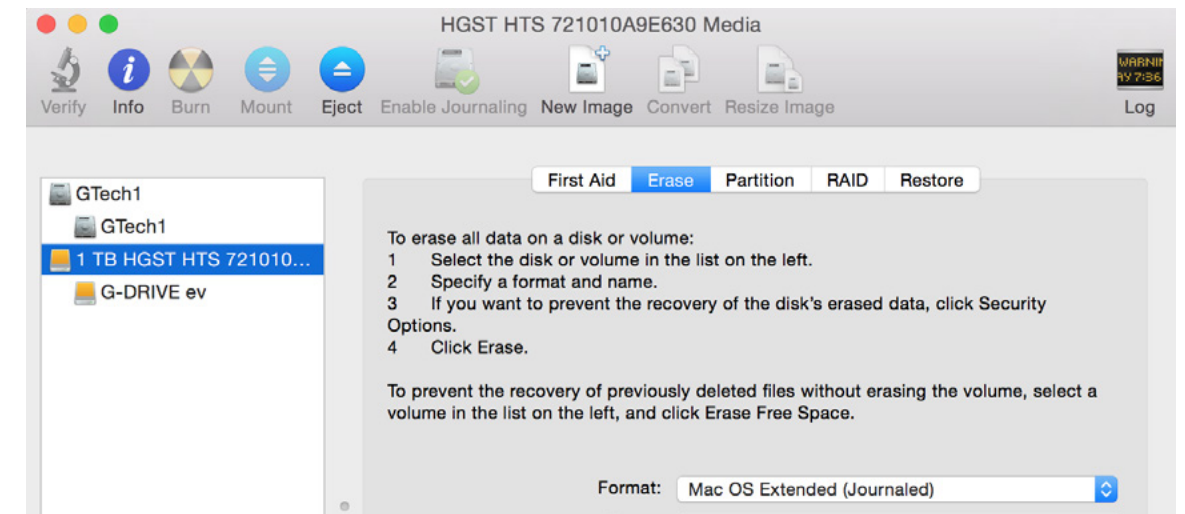 HGST HTS 721010A9E630 Media
Verify Info Burn Mount Eject Enable Journaling New Image Convert Resize Image Log
WARNIN
AY 7:36
GTech1
GTech1
1 TB HGST HTS 721010...
G-DRIVE ev
First Aid Erase Partition RAID Restore
To erase all data on a disk or volume:
1 Select the disk or volume in the list on the left.
2 Specify a format and name.
3 If you want to prevent the recovery of the disk's erased data, click Security
Options.
4 Click Erase.
To prevent the recovery of previously deleted files without erasing the volume, select a
volume in the list on the left, and click Erase Free Space.
Format: Mac OS Extended (Journaled)